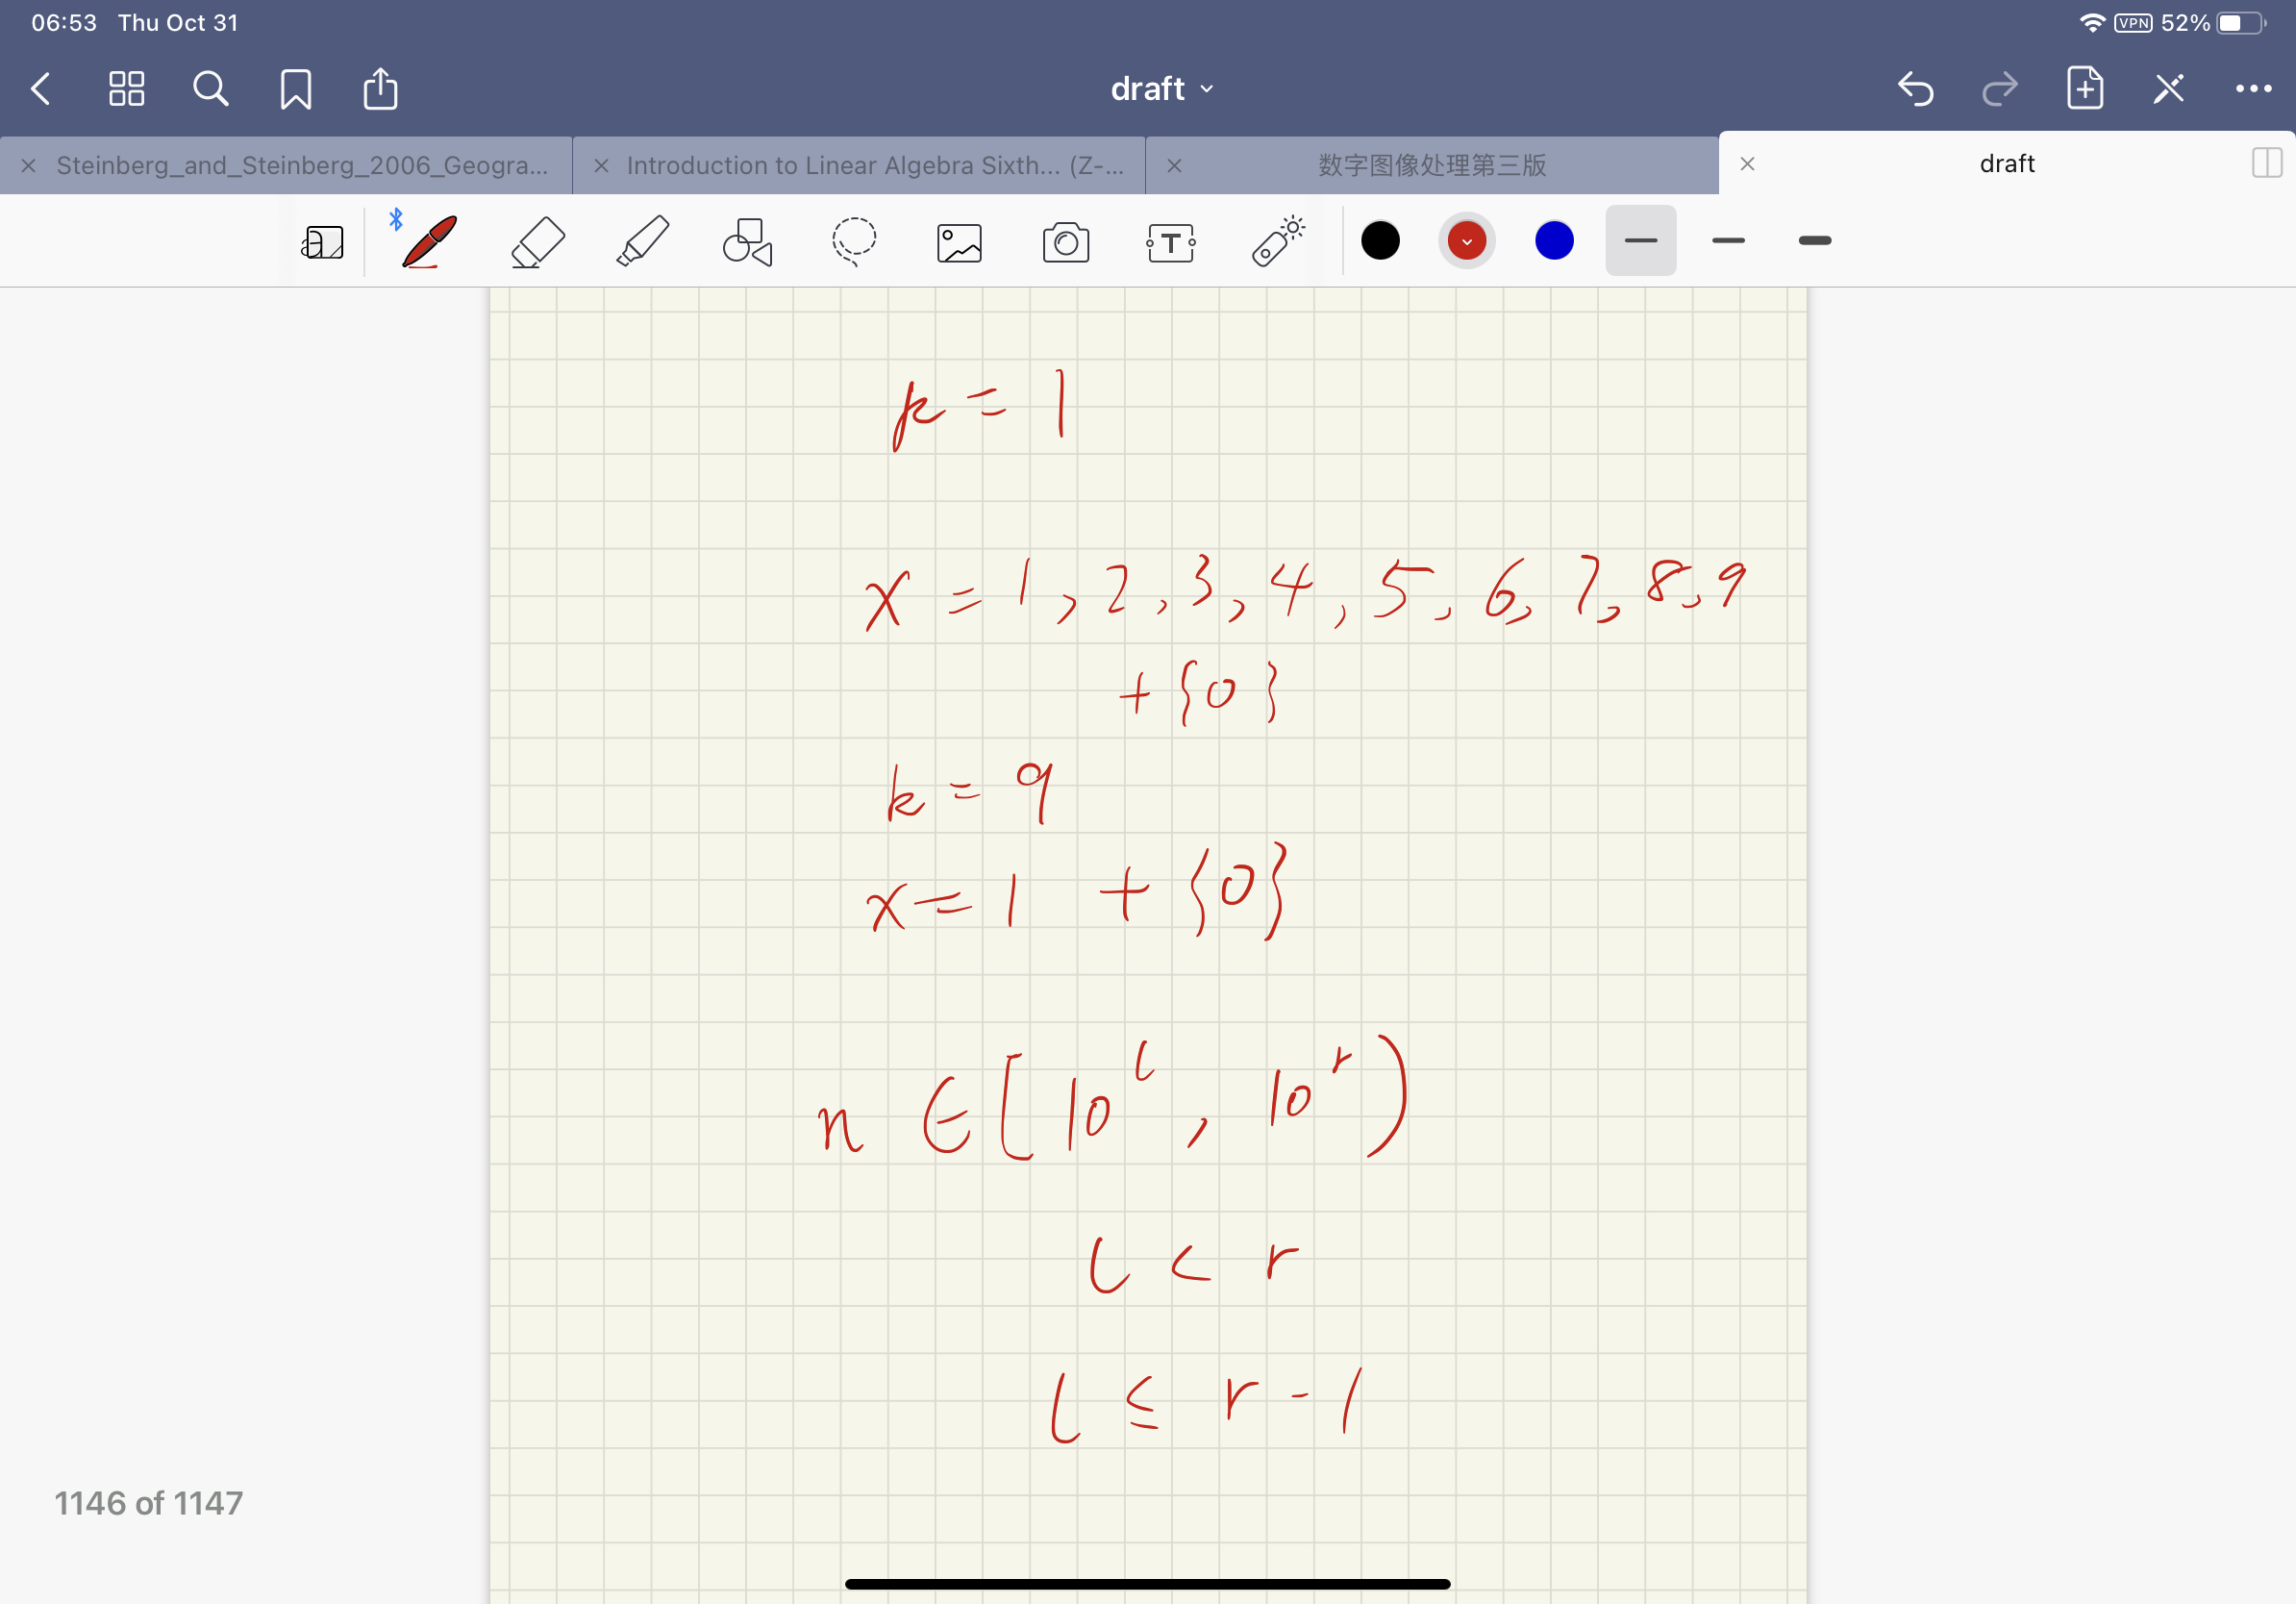 06:53 Thu Oct 31
VPN 52%
draft
Steinberg_and_Steinberg_2006_Geogra...
Introduction to Linear Algebra Sixth... (Z-...
数字图像处理第三版
draft
k = 1
x = 1, 2, 3, 4, 5, 6, 7, 8, 9
+ {0}
k = 9
x = 1 + {0}
n ∈ [10^l, 10^r)
l < r
l ≤ r - 1
1146 of 1147